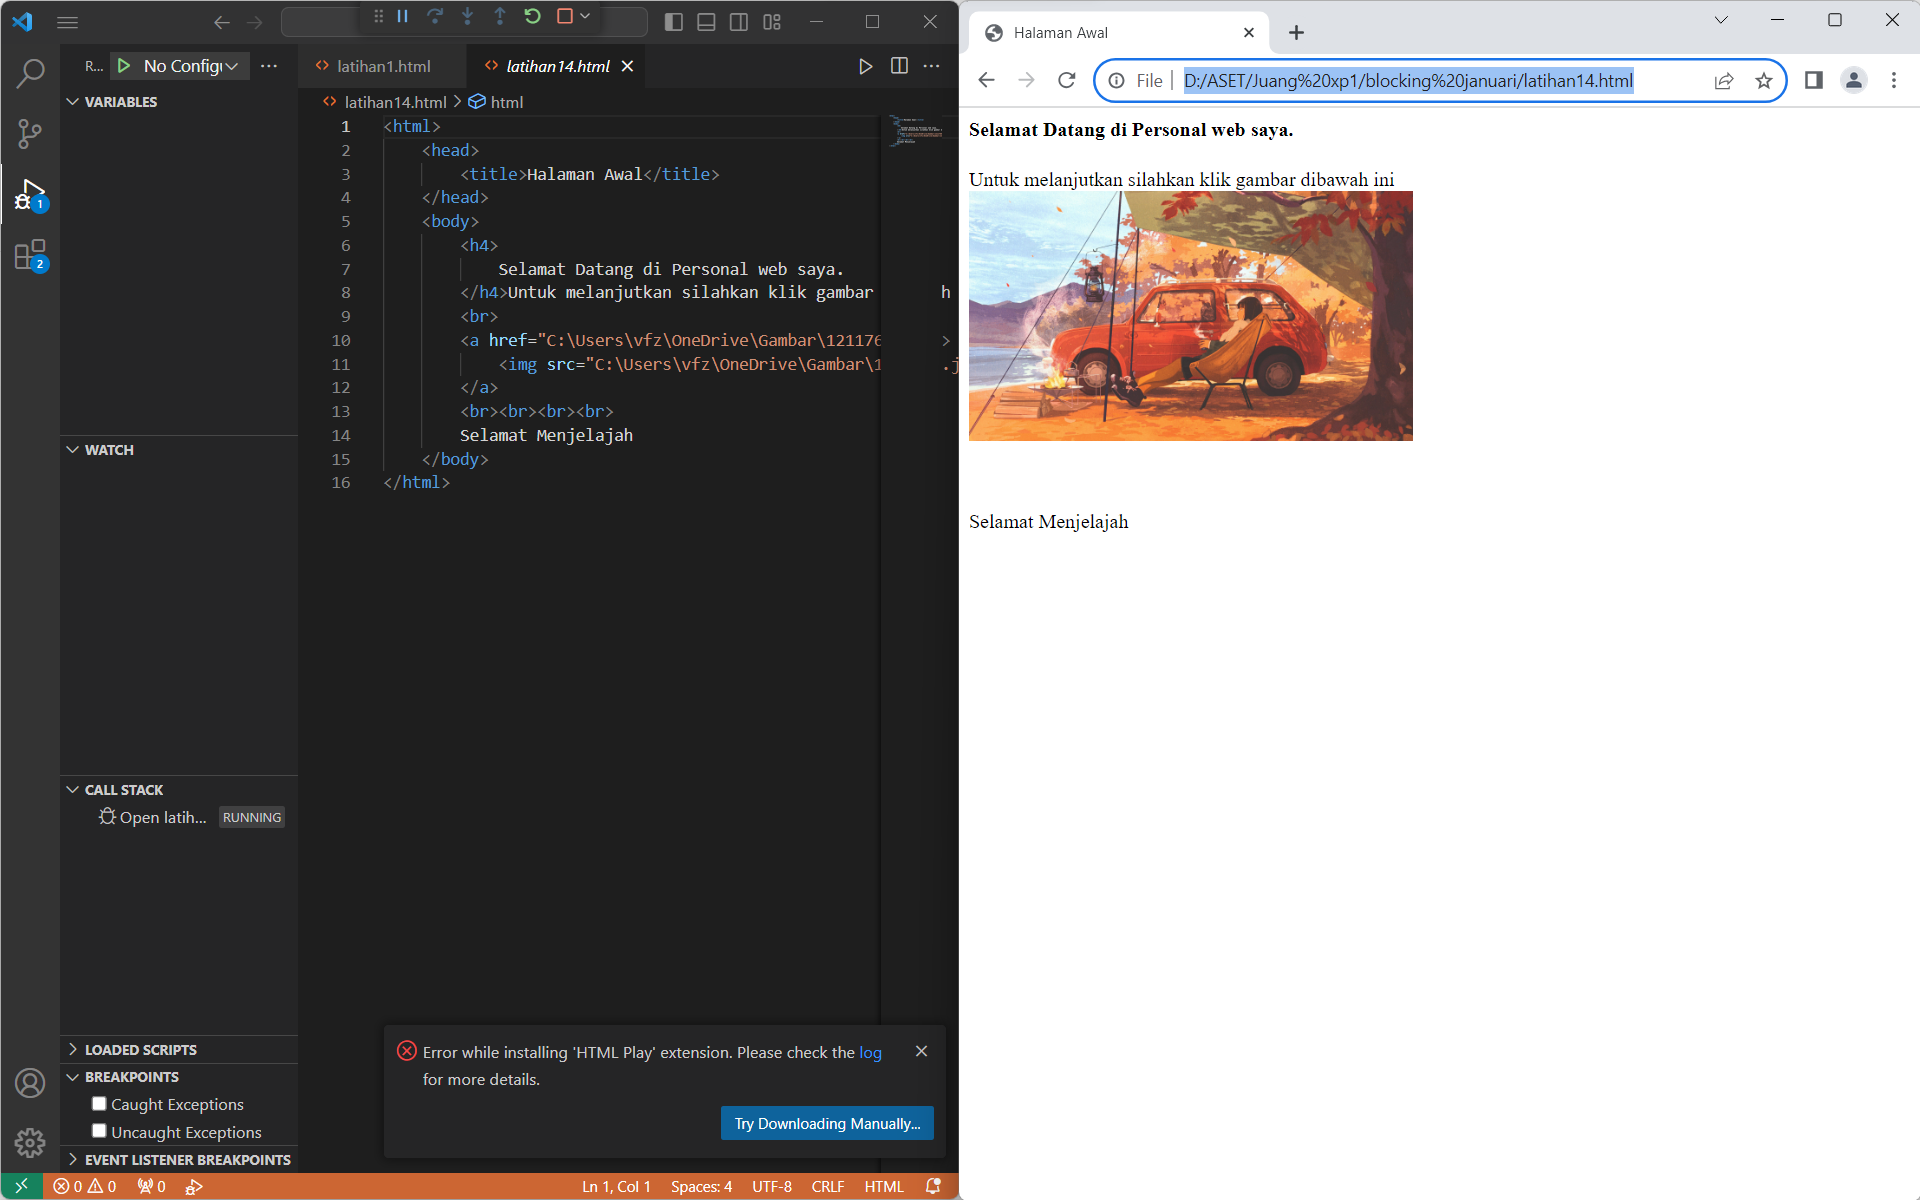 R...
No Config
VARIABLES
WATCH
CALL STACK
Open latih...
RUNNING
LOADED SCRIPTS
BREAKPOINTS
Caught Exceptions
Uncaught Exceptions
EVENT LISTENER BREAKPOINTS
latihan1.html
latihan14.html
latihan14.html > html
1 <html>
2 <head>
3 <title>Halaman Awal</title>
4 </head>
5 <body>
6 <h4>
7 Selamat Datang di Personal web saya.
8 </h4>Untuk melanjutkan silahkan klik gambar h
9 <br>
10 <a href="C:\Users\vfz\OneDrive\Gambar\121176 >
11 <img src="C:\Users\vfz\OneDrive\Gambar\1 .j
12 </a>
13 <br><br><br><br>
14 Selamat Menjelajah
15 </body>
16 </html>
Error while installing 'HTML Play' extension. Please check the log
for more details.
Try Downloading Manually...
0 0 0
Ln 1, Col 1 Spaces: 4 UTF-8 CRLF HTML
1
2
Halaman Awal
File D:/ASET/Juang%20xp1/blocking%20januari/latihan14.html
Selamat Datang di Personal web saya.
Untuk melanjutkan silahkan klik gambar dibawah ini
Selamat Menjelajah